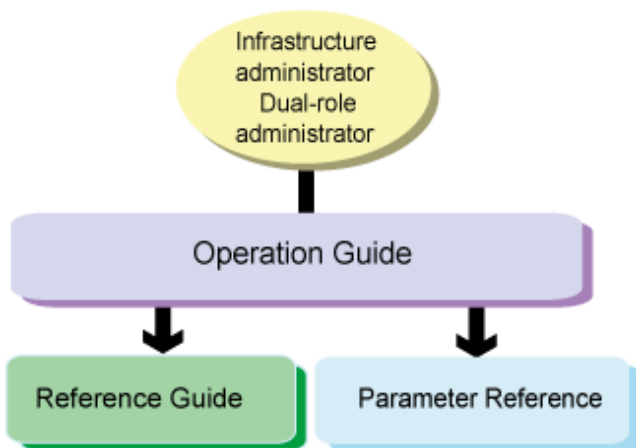 Infrastructure
administrator
Dual-role
administrator
Operation Guide
Reference Guide
Parameter Reference